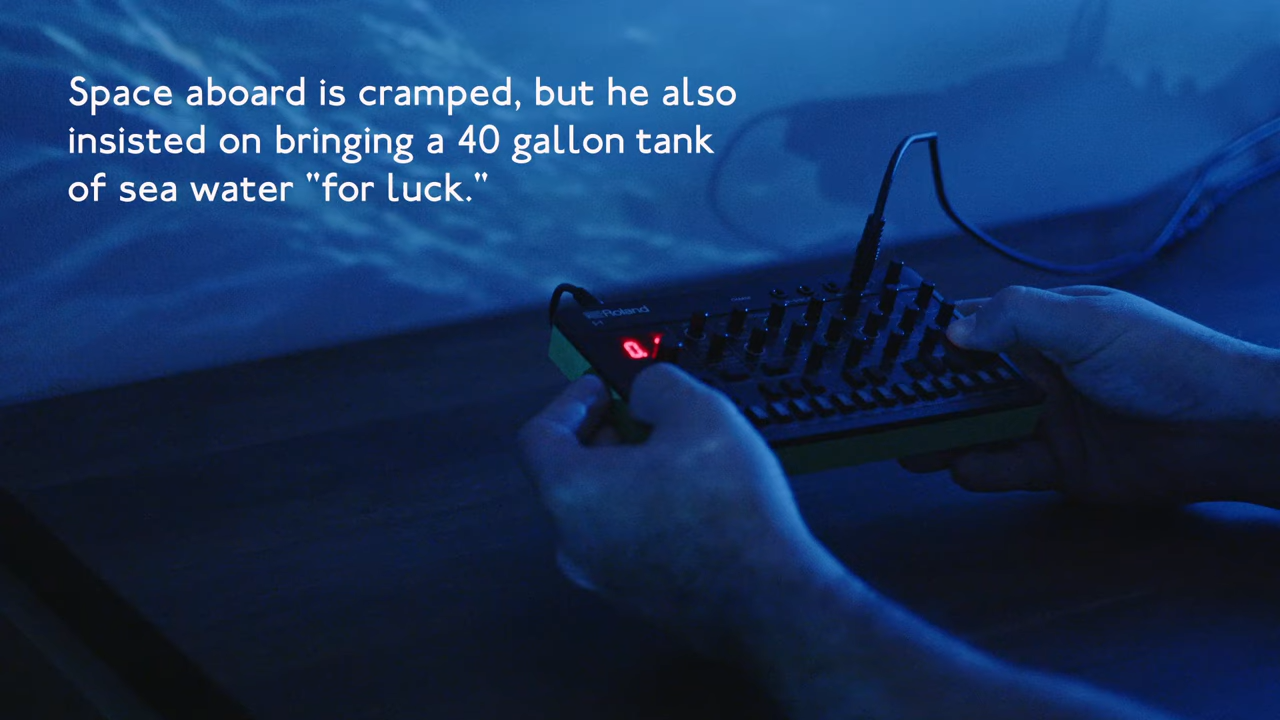 Space aboard is cramped, but he also
insisted on bringing a 40 gallon tank
of sea water "for luck."
Roland